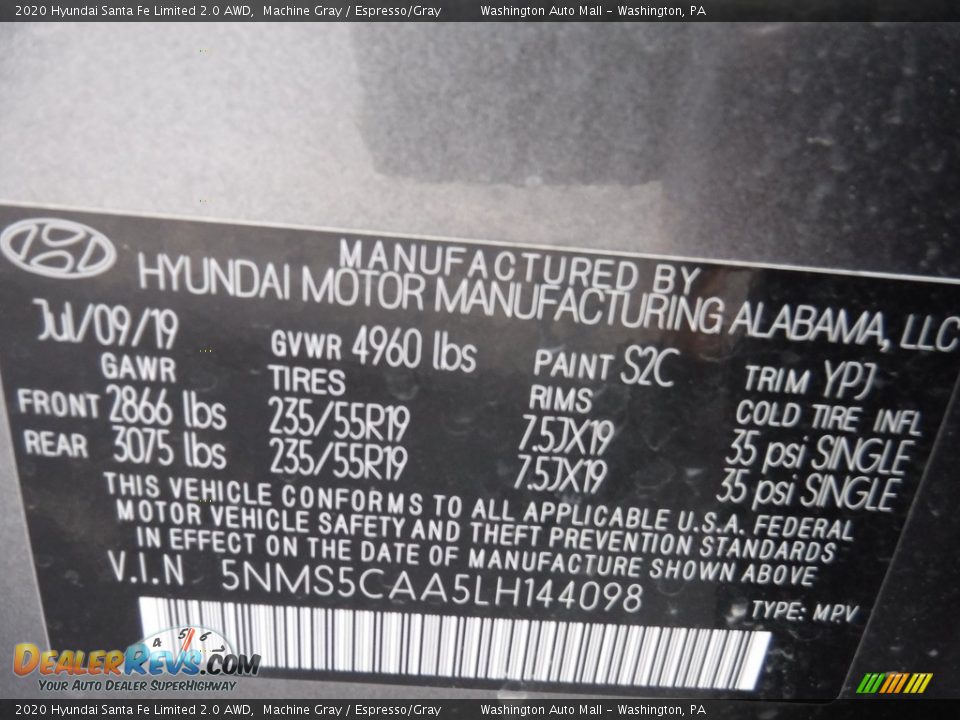 2020 Hyundai Santa Fe Limited 2.0 AWD, Machine Gray / Espresso/Gray Washington Auto Mall - Washington, PA
MANUFACTURED BY
HYUNDAI MOTOR MANUFACTURING ALABAMA, LLC
Jul/09/19 GVWR 4960 lbs PAINT S2C TRIM YPJ
GAWR TIRES RIMS COLD TIRE INFL
FRONT 2866 lbs 235/55R19 7.5JX19 35 psi SINGLE
REAR 3075 lbs 235/55R19 7.5JX19 35 psi SINGLE
THIS VEHICLE CONFORMS TO ALL APPLICABLE U.S.A. FEDERAL
MOTOR VEHICLE SAFETY AND THEFT PREVENTION STANDARDS
IN EFFECT ON THE DATE OF MANUFACTURE SHOWN ABOVE
V.I.N 5NMS5CAA5LH144098
TYPE: MPV
4 5 6
DEALERREVS.COM
YOUR AUTO DEALER SUPERHIGHWAY
2020 Hyundai Santa Fe Limited 2.0 AWD, Machine Gray / Espresso/Gray Washington Auto Mall - Washington, PA